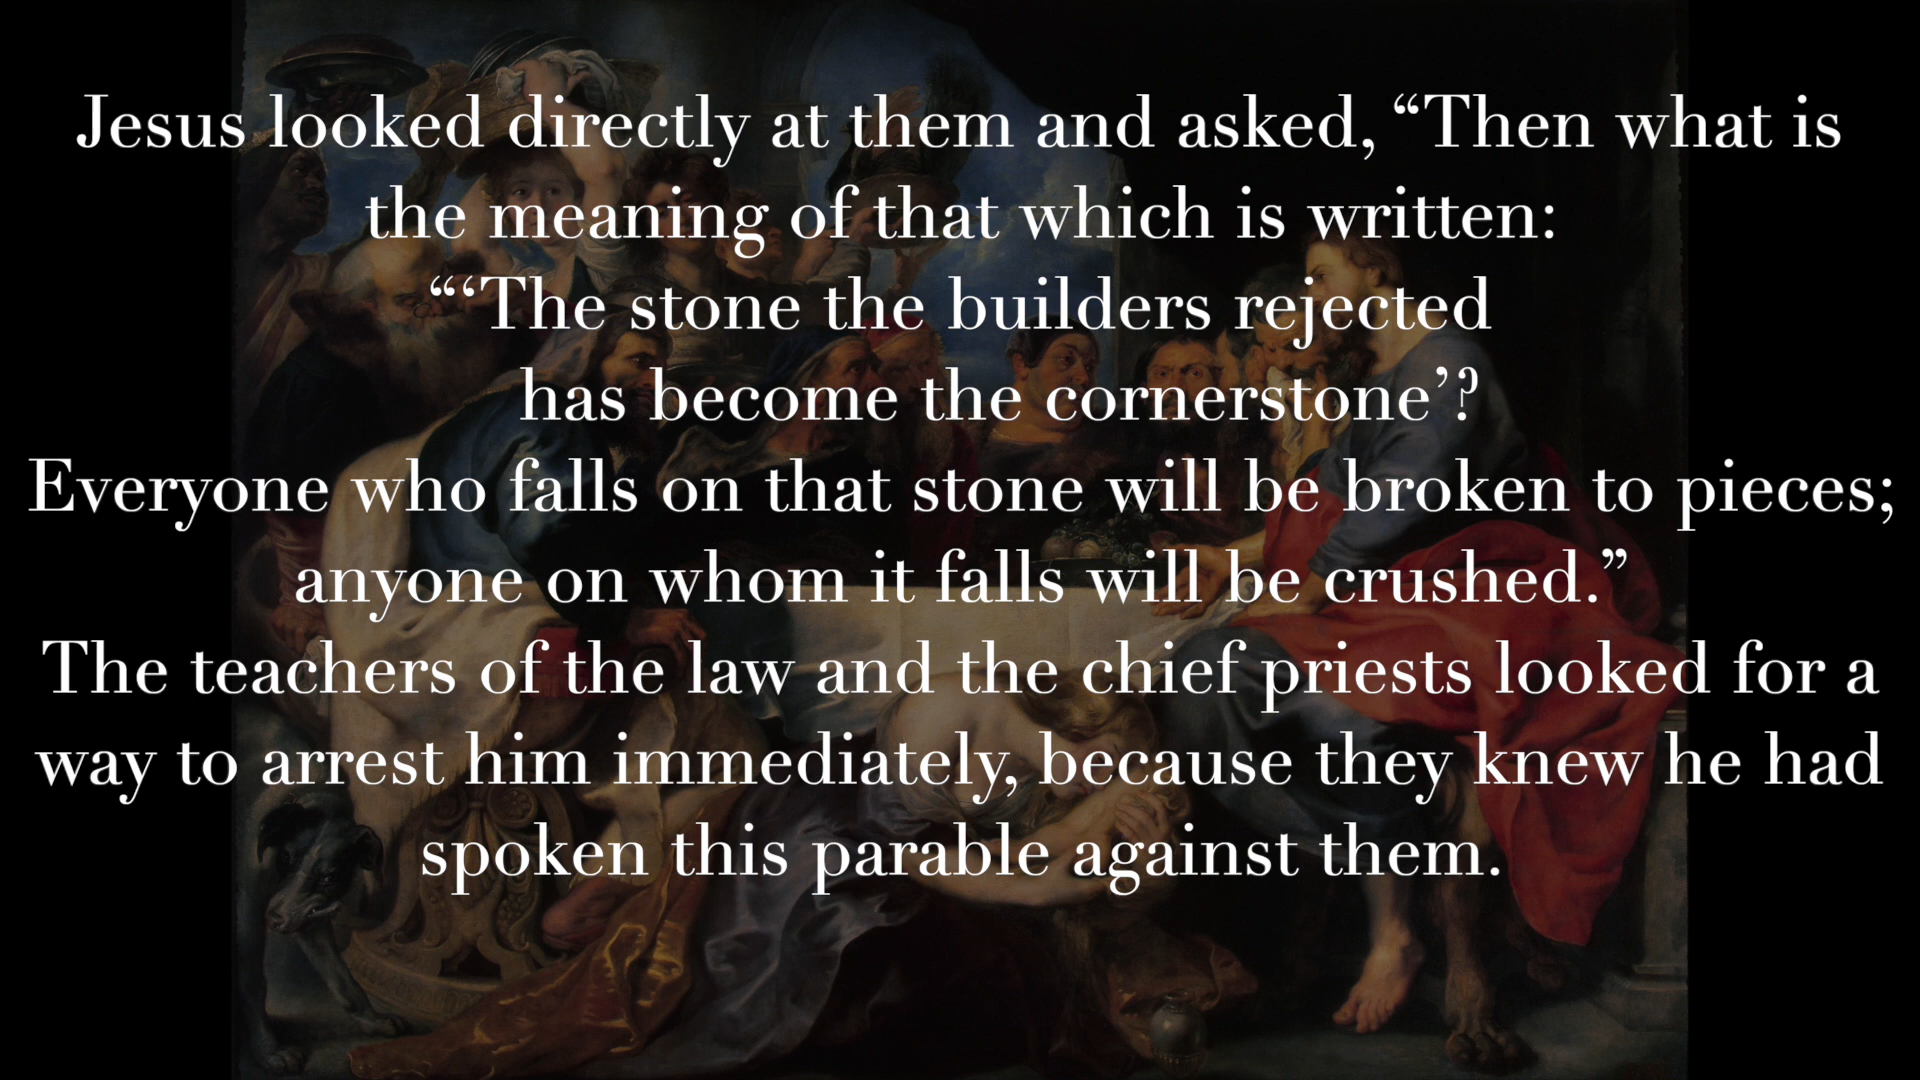 Jesus looked directly at them and asked, “Then what is
the meaning of that which is written:
“‘The stone the builders rejected
has become the cornerstone’?
Everyone who falls on that stone will be broken to pieces;
anyone on whom it falls will be crushed.”
The teachers of the law and the chief priests looked for a
way to arrest him immediately, because they knew he had
spoken this parable against them.